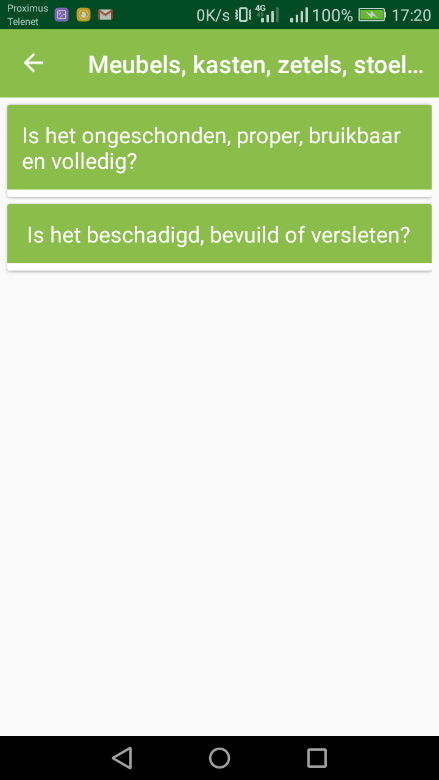 Proximus
Telenet
0K/s 4G 100% 17:20
Meubels, kasten, zetels, stoel...
Is het ongeschonden, proper, bruikbaar
en volledig?
Is het beschadigd, bevuild of versleten?